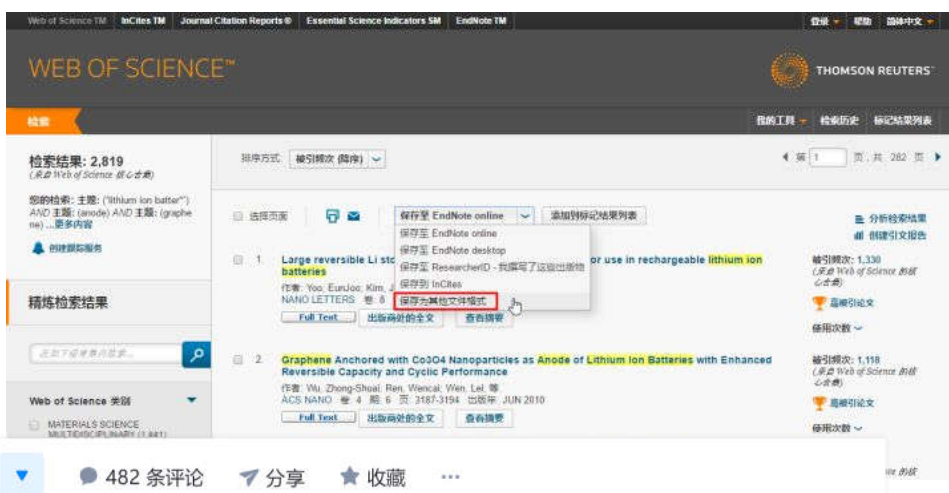 Web of Science TM InCites TM Journal Citation Reports ® Essential Science Indicators SM EndNote TM 登录 帮助 简体中文
WEB OF SCIENCE™
THOMSON REUTERS™
检索
我的工具 检索历史 标记结果列表
检索结果: 2,819
(来自 Web of Science 核心合集)
排序方式: 被引频次 (降序)
第 1 页, 共 282 页
您的检索: 主题: ("lithium ion batter*")
AND 主题: (anode) AND 主题: (graphe
ne) ...更多内容
创建跟踪服务
选择页面
保存至 EndNote online
添加到标记结果列表
保存至 EndNote online
保存至 EndNote desktop
保存至 ResearcherID - 我撰写了这些出版物
保存到 InCites
保存为其他文件格式
分析检索结果
创建引文报告
1. Large reversible Li sto or use in rechargeable lithium ion
batteries
作者: Yoo, EunJoo; Kim, J
NANO LETTERS 卷: 8
Full Text 出版商处的全文 查看摘要
被引频次: 1,330
(来自 Web of Science 的核
心合集)
高被引论文
使用次数
精炼检索结果
2. Graphene Anchored with Co3O4 Nanoparticles as Anode of Lithium Ion Batteries with Enhanced
Reversible Capacity and Cyclic Performance
作者: Wu, Zhong-Shuai; Ren, Wencai; Wen, Lei; 等
ACS NANO 卷: 4 期: 6 页: 3187-3194 出版年: JUN 2010
Full Text 出版商处的全文 查看摘要
被引频次: 1,118
(来自 Web of Science 的核
心合集)
高被引论文
使用次数
Web of Science 类别
MATERIALS SCIENCE
MULTIDISCIPLINARY (1,441)
482 条评论 分享 收藏 ...